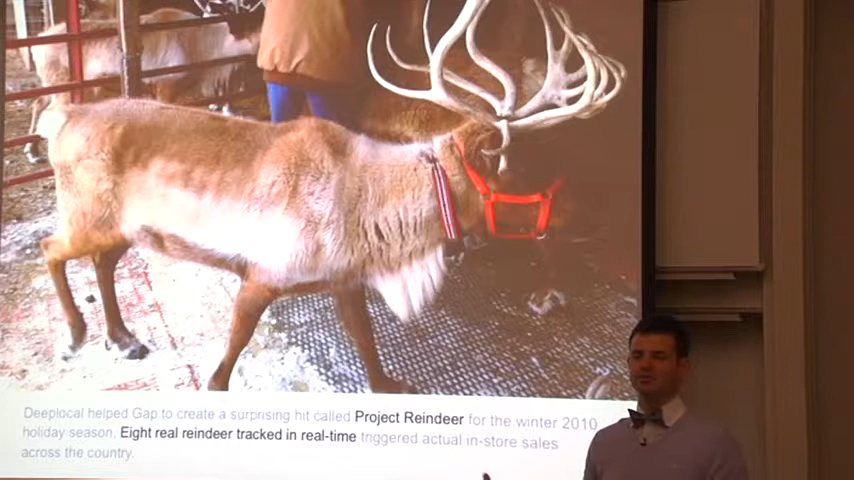 Deeplocal helped Gap to create a surprising hit called Project Reindeer for the winter 2010
holiday season. Eight real reindeer tracked in real-time triggered actual in-store sales
across the country.